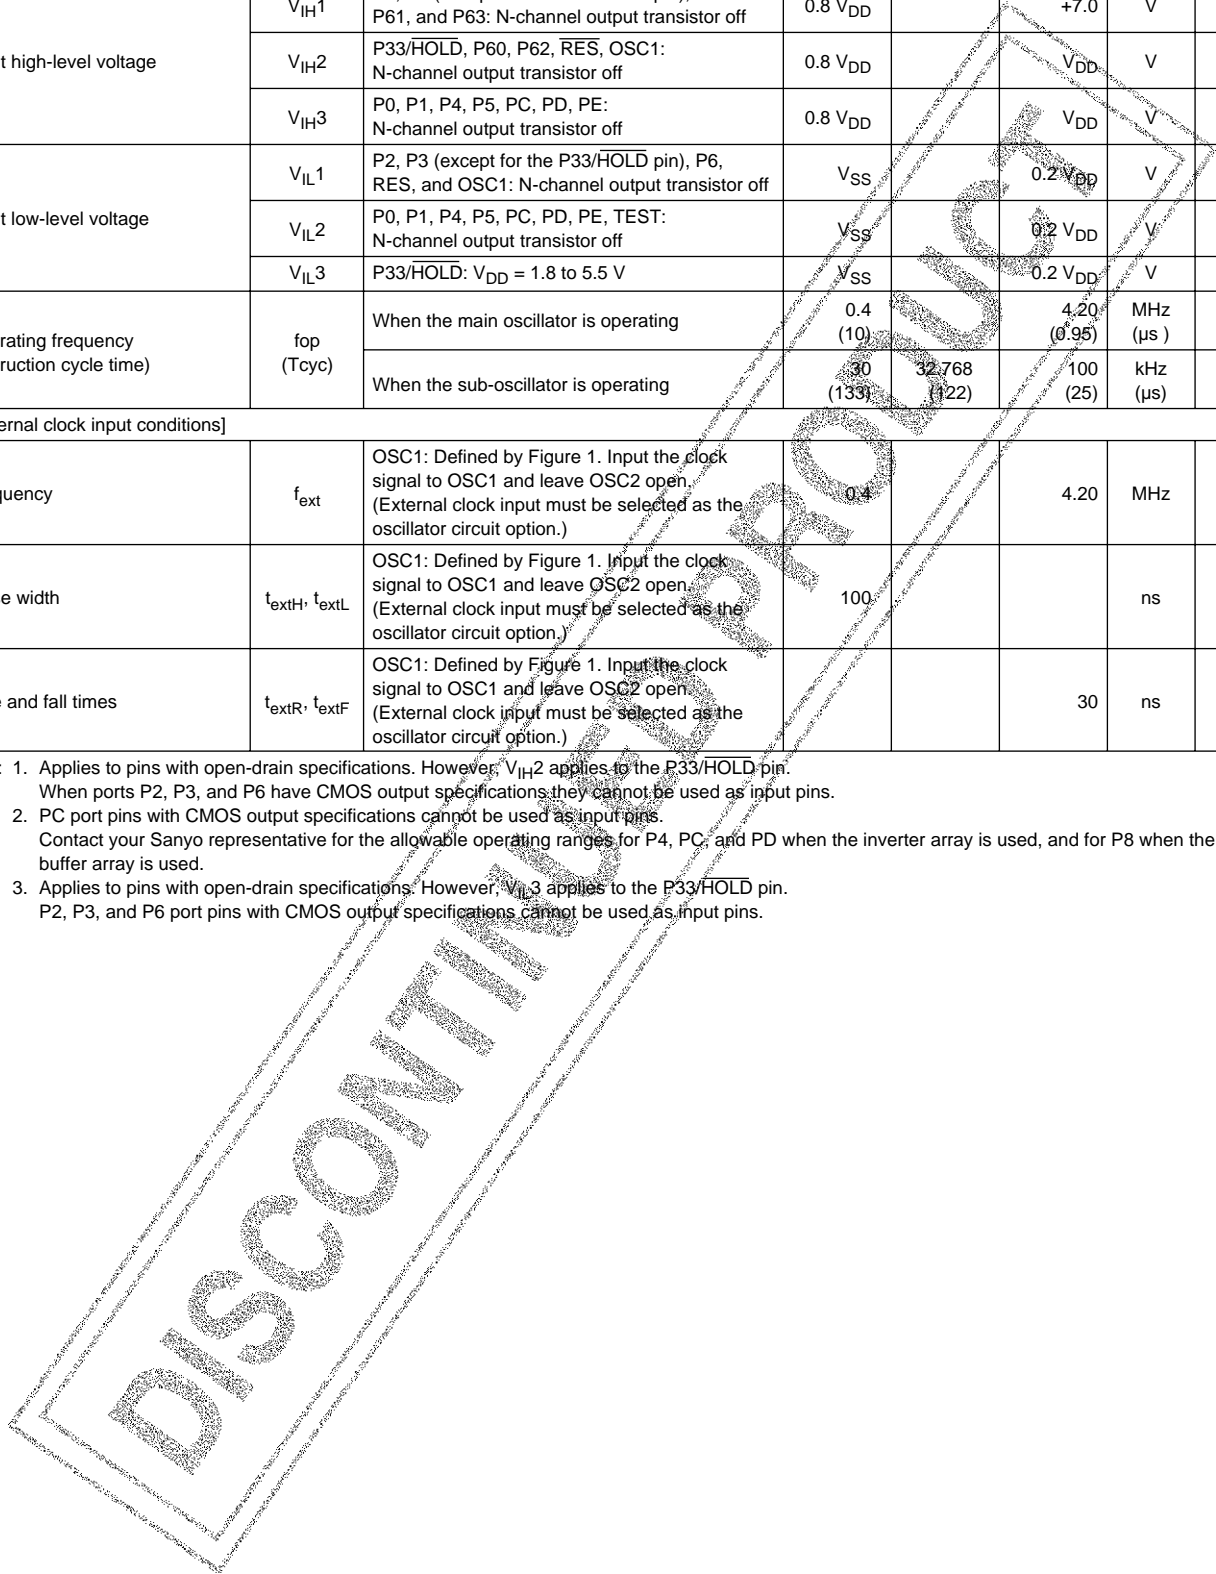 V_IH1 P61, and P63: N-channel output transistor off 0.8 V_DD +7.0 V
t high-level voltage V_IH2 P33/HOLD, P60, P62, RES, OSC1: 0.8 V_DD V_DD V
N-channel output transistor off
V_IH3 P0, P1, P4, P5, PC, PD, PE: 0.8 V_DD V_DD V
N-channel output transistor off
V_IL1 P2, P3 (except for the P33/HOLD pin), P6, V_SS 0.2 V_DD V
RES, and OSC1: N-channel output transistor off
t low-level voltage V_IL2 P0, P1, P4, P5, PC, PD, PE, TEST: V_SS 0.2 V_DD V
N-channel output transistor off
V_IL3 P33/HOLD: V_DD = 1.8 to 5.5 V V_SS 0.2 V_DD V
rating frequency fop When the main oscillator is operating 0.4 4.20 MHz
ruction cycle time) (Tcyc) (10) (0.95) (µs )
When the sub-oscillator is operating 30 32.768 100 kHz
(133) (122) (25) (µs)
ernal clock input conditions]
quency f_ext OSC1: Defined by Figure 1. Input the clock 0.4 4.20 MHz
signal to OSC1 and leave OSC2 open.
(External clock input must be selected as the
oscillator circuit option.)
e width t_extH, t_extL OSC1: Defined by Figure 1. Input the clock 100 ns
signal to OSC1 and leave OSC2 open.
(External clock input must be selected as the
oscillator circuit option.)
e and fall times t_extR, t_extF OSC1: Defined by Figure 1. Input the clock 30 ns
signal to OSC1 and leave OSC2 open.
(External clock input must be selected as the
oscillator circuit option.)
: 1. Applies to pins with open-drain specifications. However, V_IH2 applies to the P33/HOLD pin.
When ports P2, P3, and P6 have CMOS output specifications they cannot be used as input pins.
2. PC port pins with CMOS output specifications cannot be used as input pins.
Contact your Sanyo representative for the allowable operating ranges for P4, PC, and PD when the inverter array is used, and for P8 when the
buffer array is used.
3. Applies to pins with open-drain specifications. However, V_IL3 applies to the P33/HOLD pin.
P2, P3, and P6 port pins with CMOS output specifications cannot be used as input pins.
DISCONTINUED PRODUCT